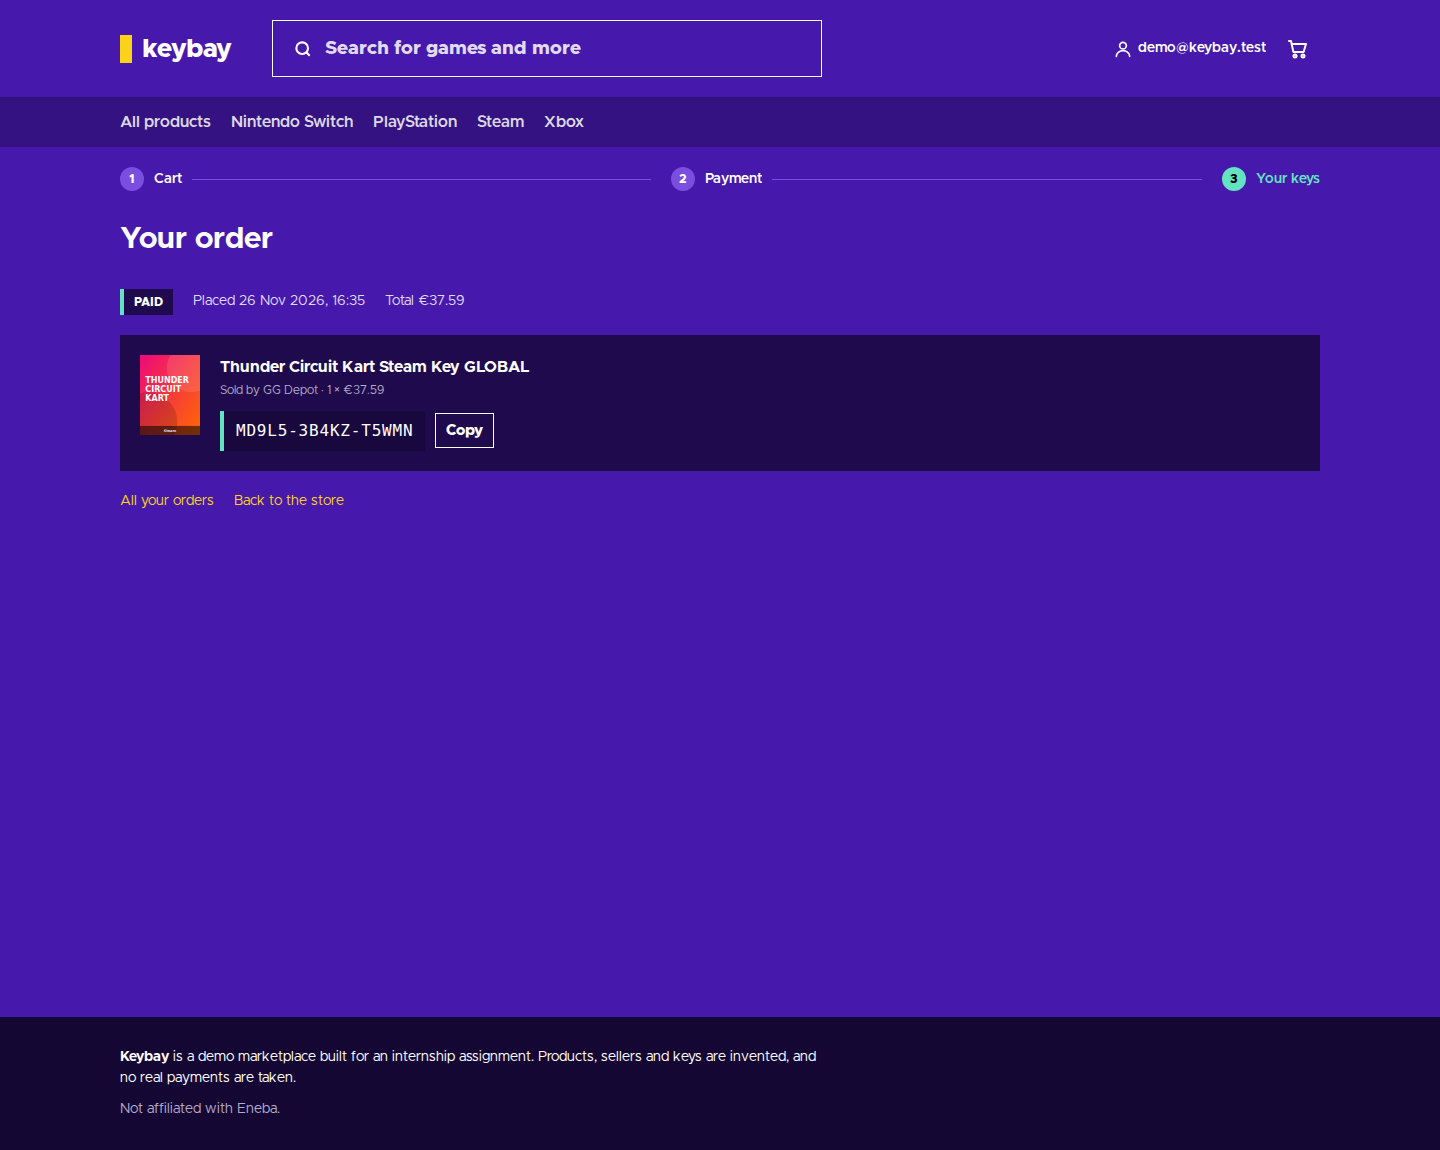 keybay
Search for games and more
demo@keybay.test
All products
Nintendo Switch
PlayStation
Steam
Xbox
1 Cart
2 Payment
3 Your keys
Your order
PAID
Placed 26 Nov 2026, 16:35
Total €37.59
THUNDER
CIRCUIT
KART
Steam
Thunder Circuit Kart Steam Key GLOBAL
Sold by GG Depot · 1 × €37.59
MD9L5-3B4KZ-T5WMN
Copy
All your orders
Back to the store
Keybay is a demo marketplace built for an internship assignment. Products, sellers and keys are invented, and
no real payments are taken.
Not affiliated with Eneba.